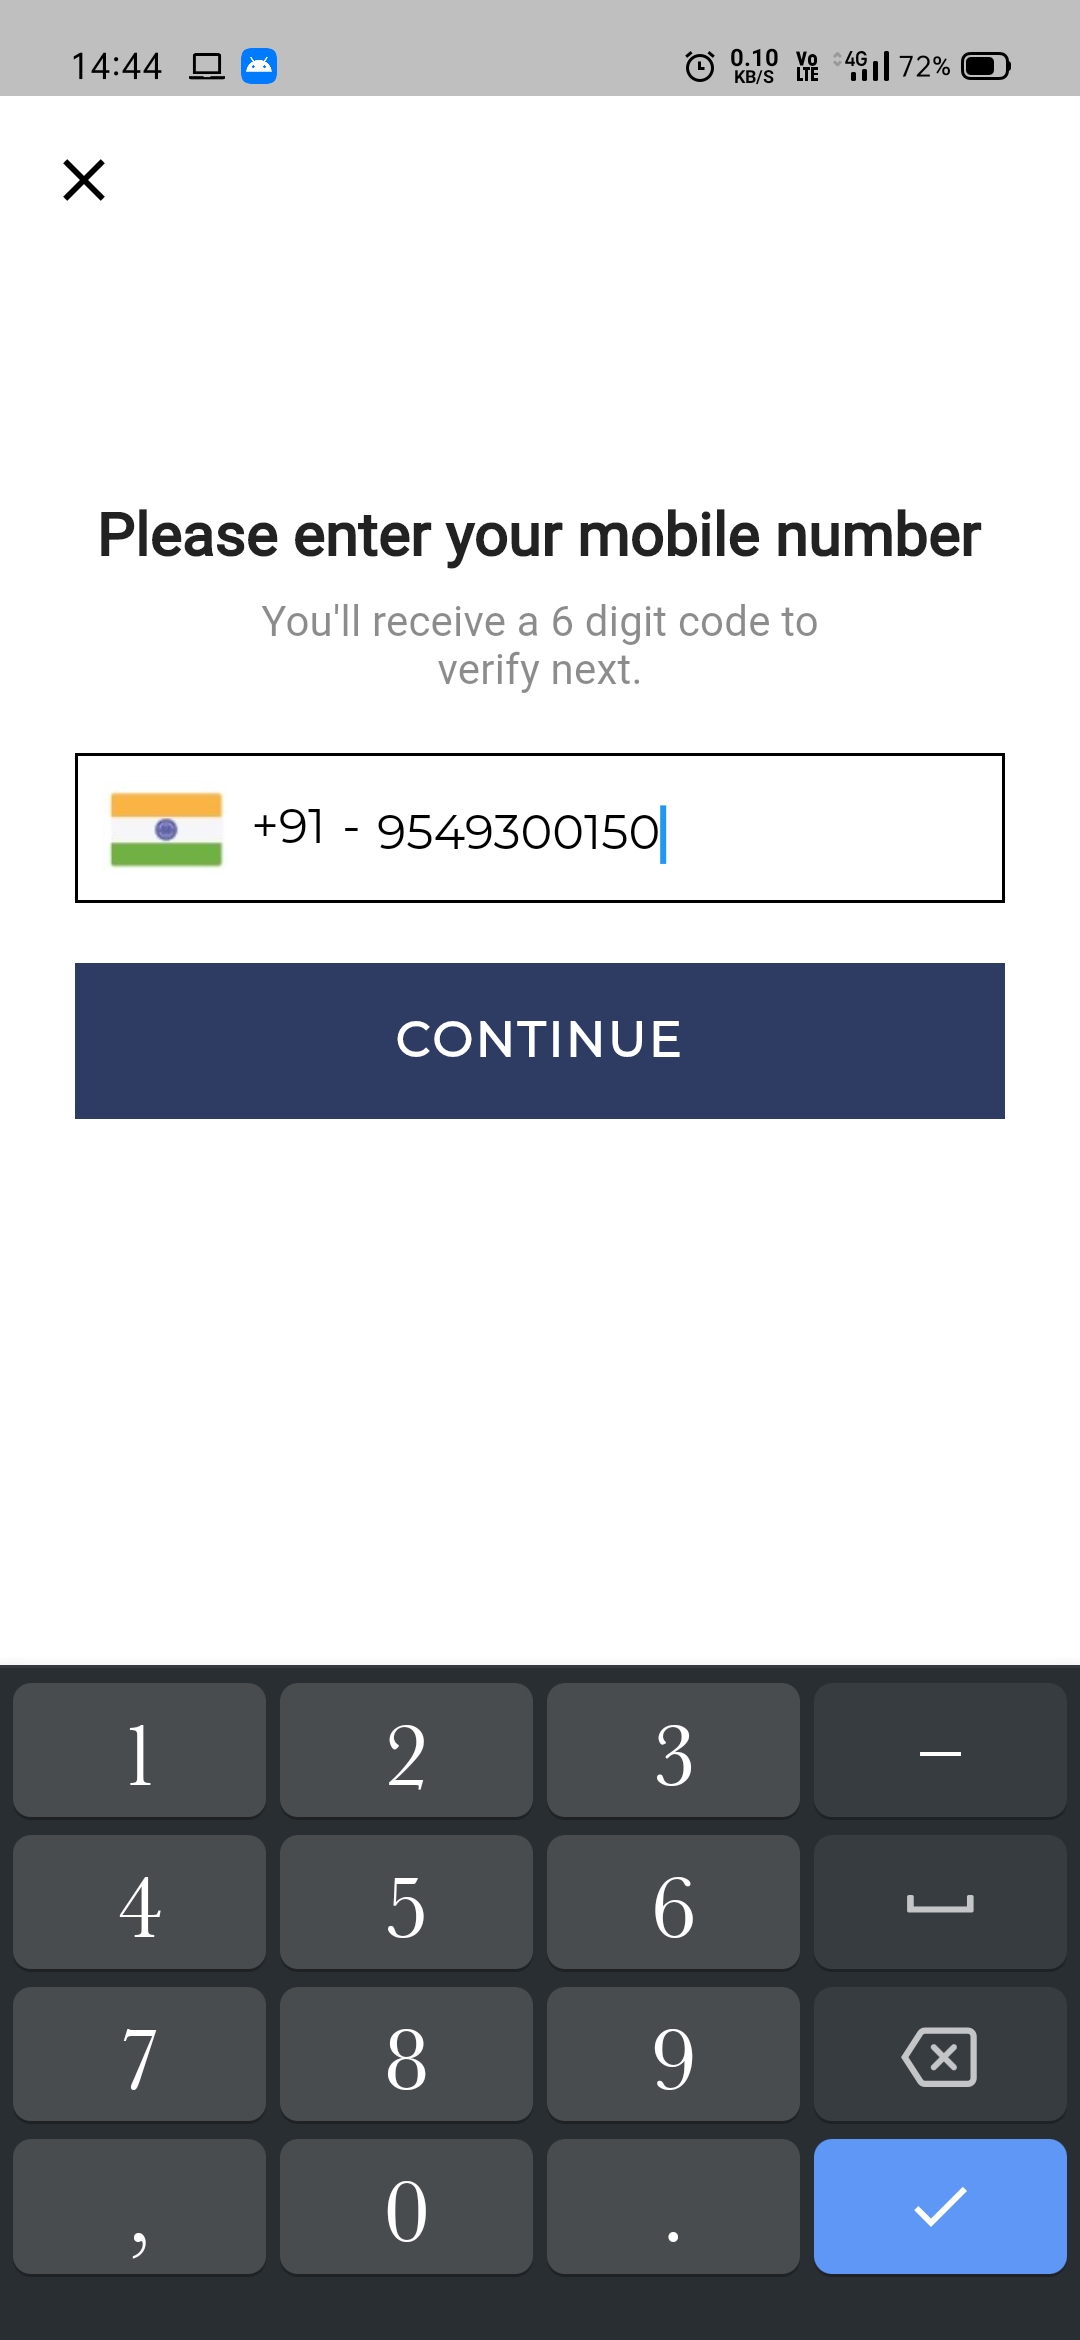 14:44 0.10 KB/S Vo LTE 4G 72%
Please enter your mobile number
You'll receive a 6 digit code to
verify next.
+91 - 9549300150
CONTINUE
1 2 3 –
4 5 6
7 8 9
, 0 .